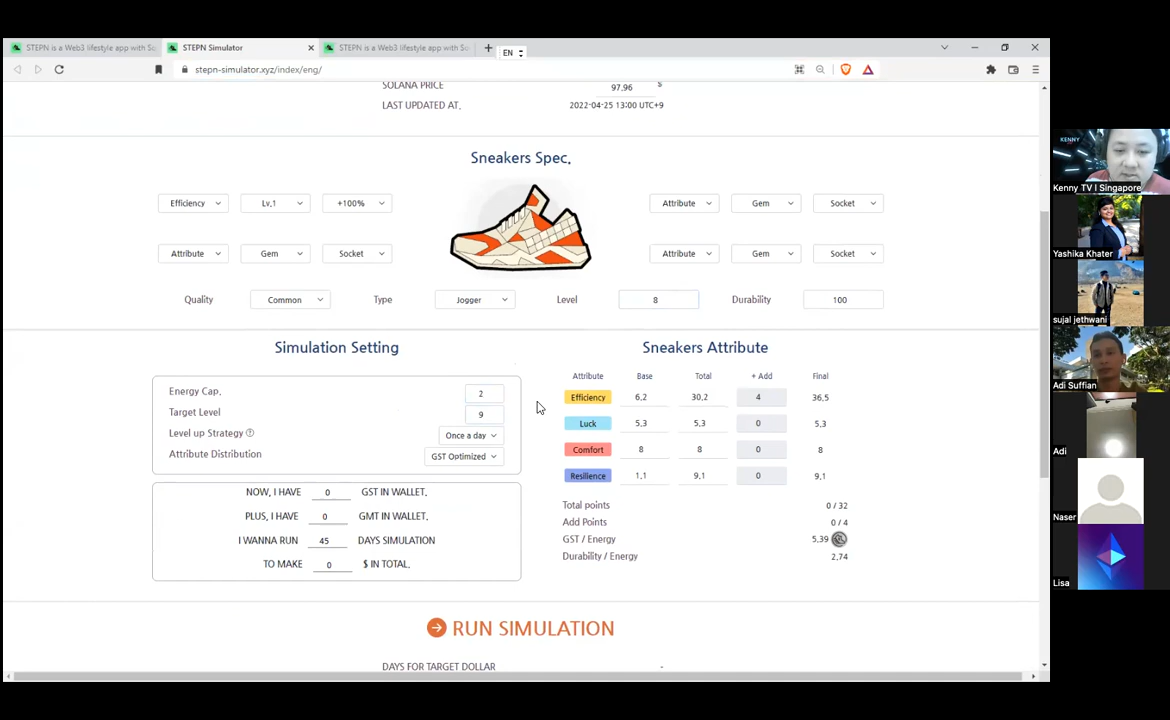 STEPN is a Web3 lifestyle app with So
STEPN Simulator
STEPN is a Web3 lifestyle app with So
EN
stepn-simulator.xyz/index/eng/
SOLANA PRICE 97.96 $
LAST UPDATED AT. 2022-04-25 13:00 UTC+9
Sneakers Spec.
Efficiency Lv.1 +100% Attribute Gem Socket
Attribute Gem Socket Attribute Gem Socket
Quality Common Type Jogger Level 8 Durability 100
Simulation Setting
Energy Cap. 2
Target Level 9
Level up Strategy ? Once a day
Attribute Distribution GST Optimized
NOW, I HAVE 0 GST IN WALLET.
PLUS, I HAVE 0 GMT IN WALLET.
I WANNA RUN 45 DAYS SIMULATION
TO MAKE 0 $ IN TOTAL.
Sneakers Attribute
Attribute Base Total + Add Final
Efficiency 6.2 30.2 4 36.5
Luck 5.3 5.3 0 5.3
Comfort 8 8 0 8
Resilience 1.1 9.1 0 9.1
Total points 0 / 32
Add Points 0 / 4
GST / Energy 5.39
Durability / Energy 2.74
RUN SIMULATION
DAYS FOR TARGET DOLLAR -
KENNY
Kenny TV I Singapore
Yashika Khater
sujal jethwani
Adi Suffian
Adi
Naser
Lisa